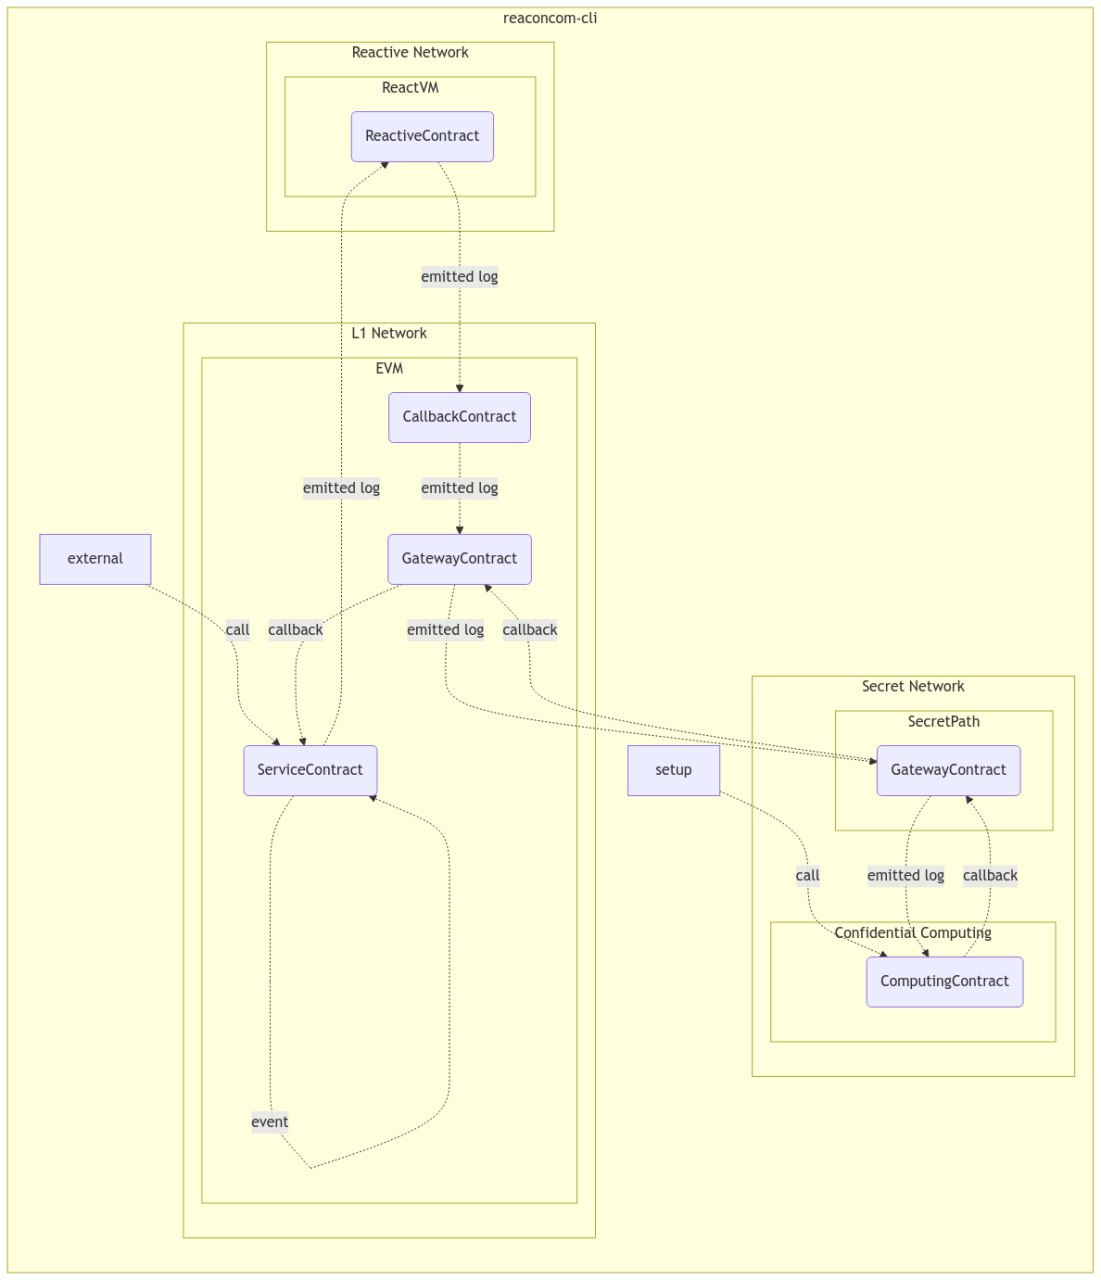 reaconcom-cli
Reactive Network
ReactVM
ReactiveContract
emitted log
L1 Network
EVM
CallbackContract
emitted log
emitted log
external
GatewayContract
call
callback
emitted log
callback
Secret Network
SecretPath
ServiceContract
setup
GatewayContract
call
emitted log
callback
Confidential Computing
ComputingContract
event